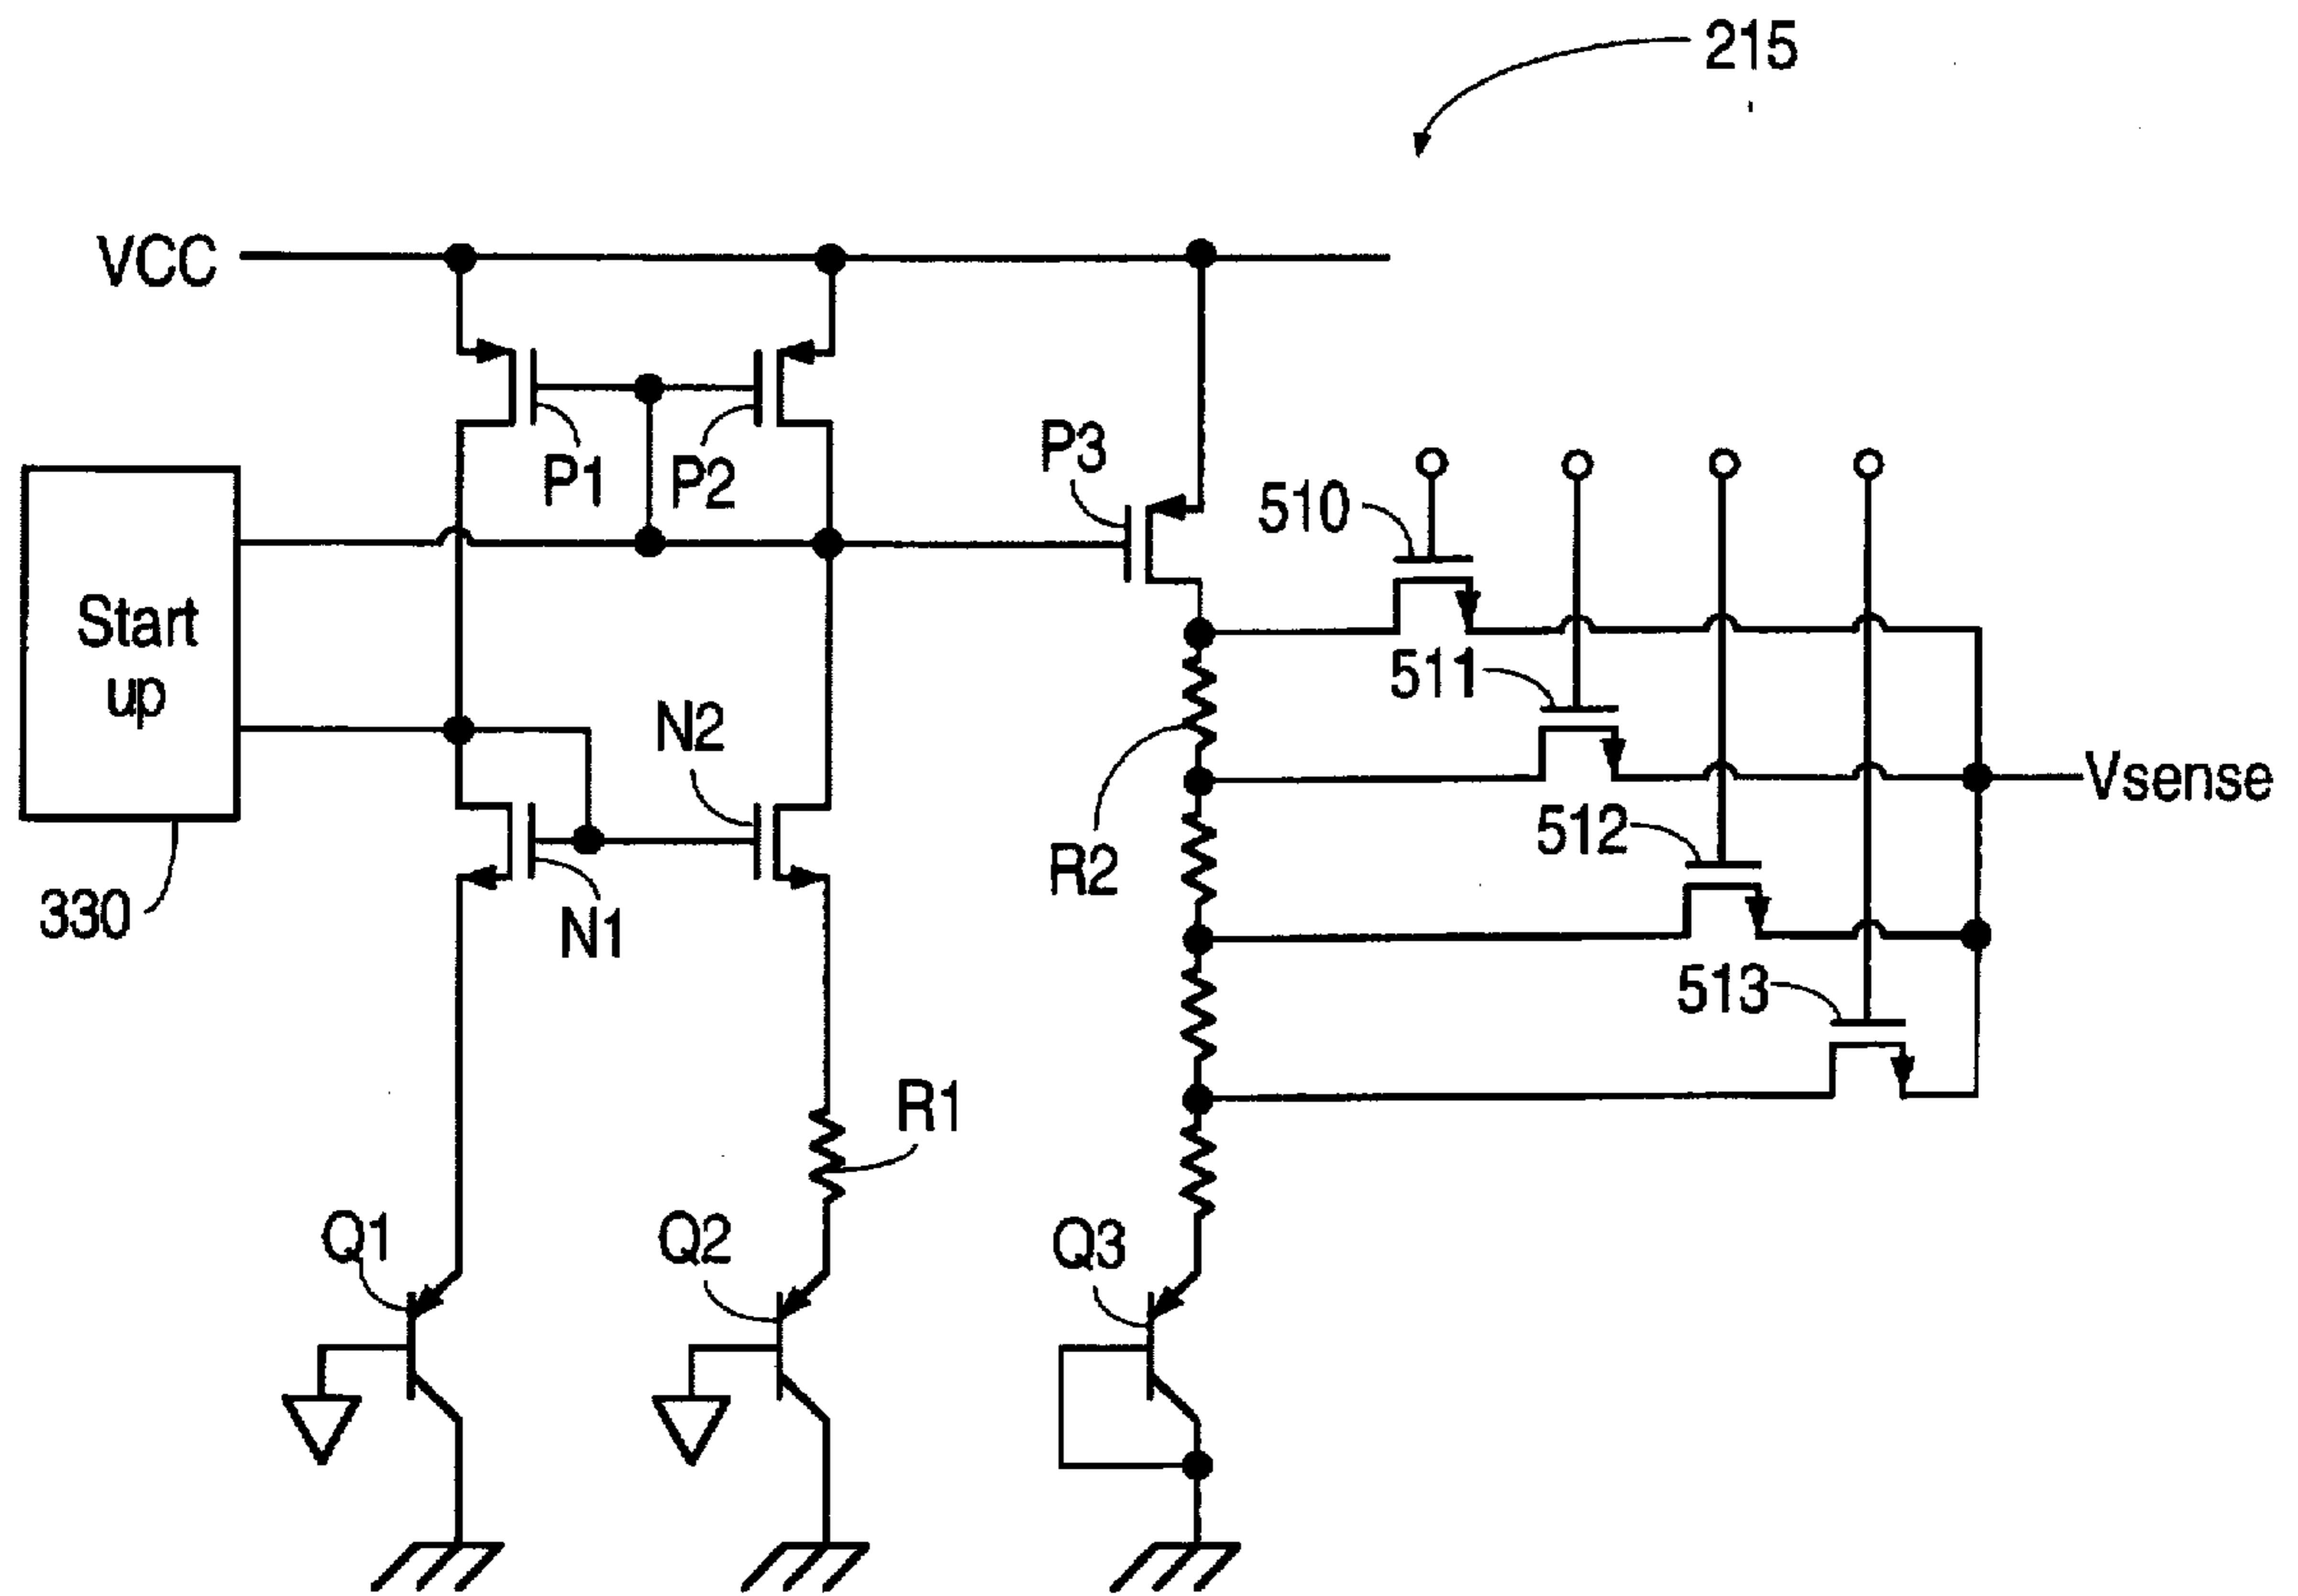 215
VCC
P1
P2
P3
510
Start
up
511
N2
Vsense
512
R2
330
N1
513
R1
Q1
Q2
Q3